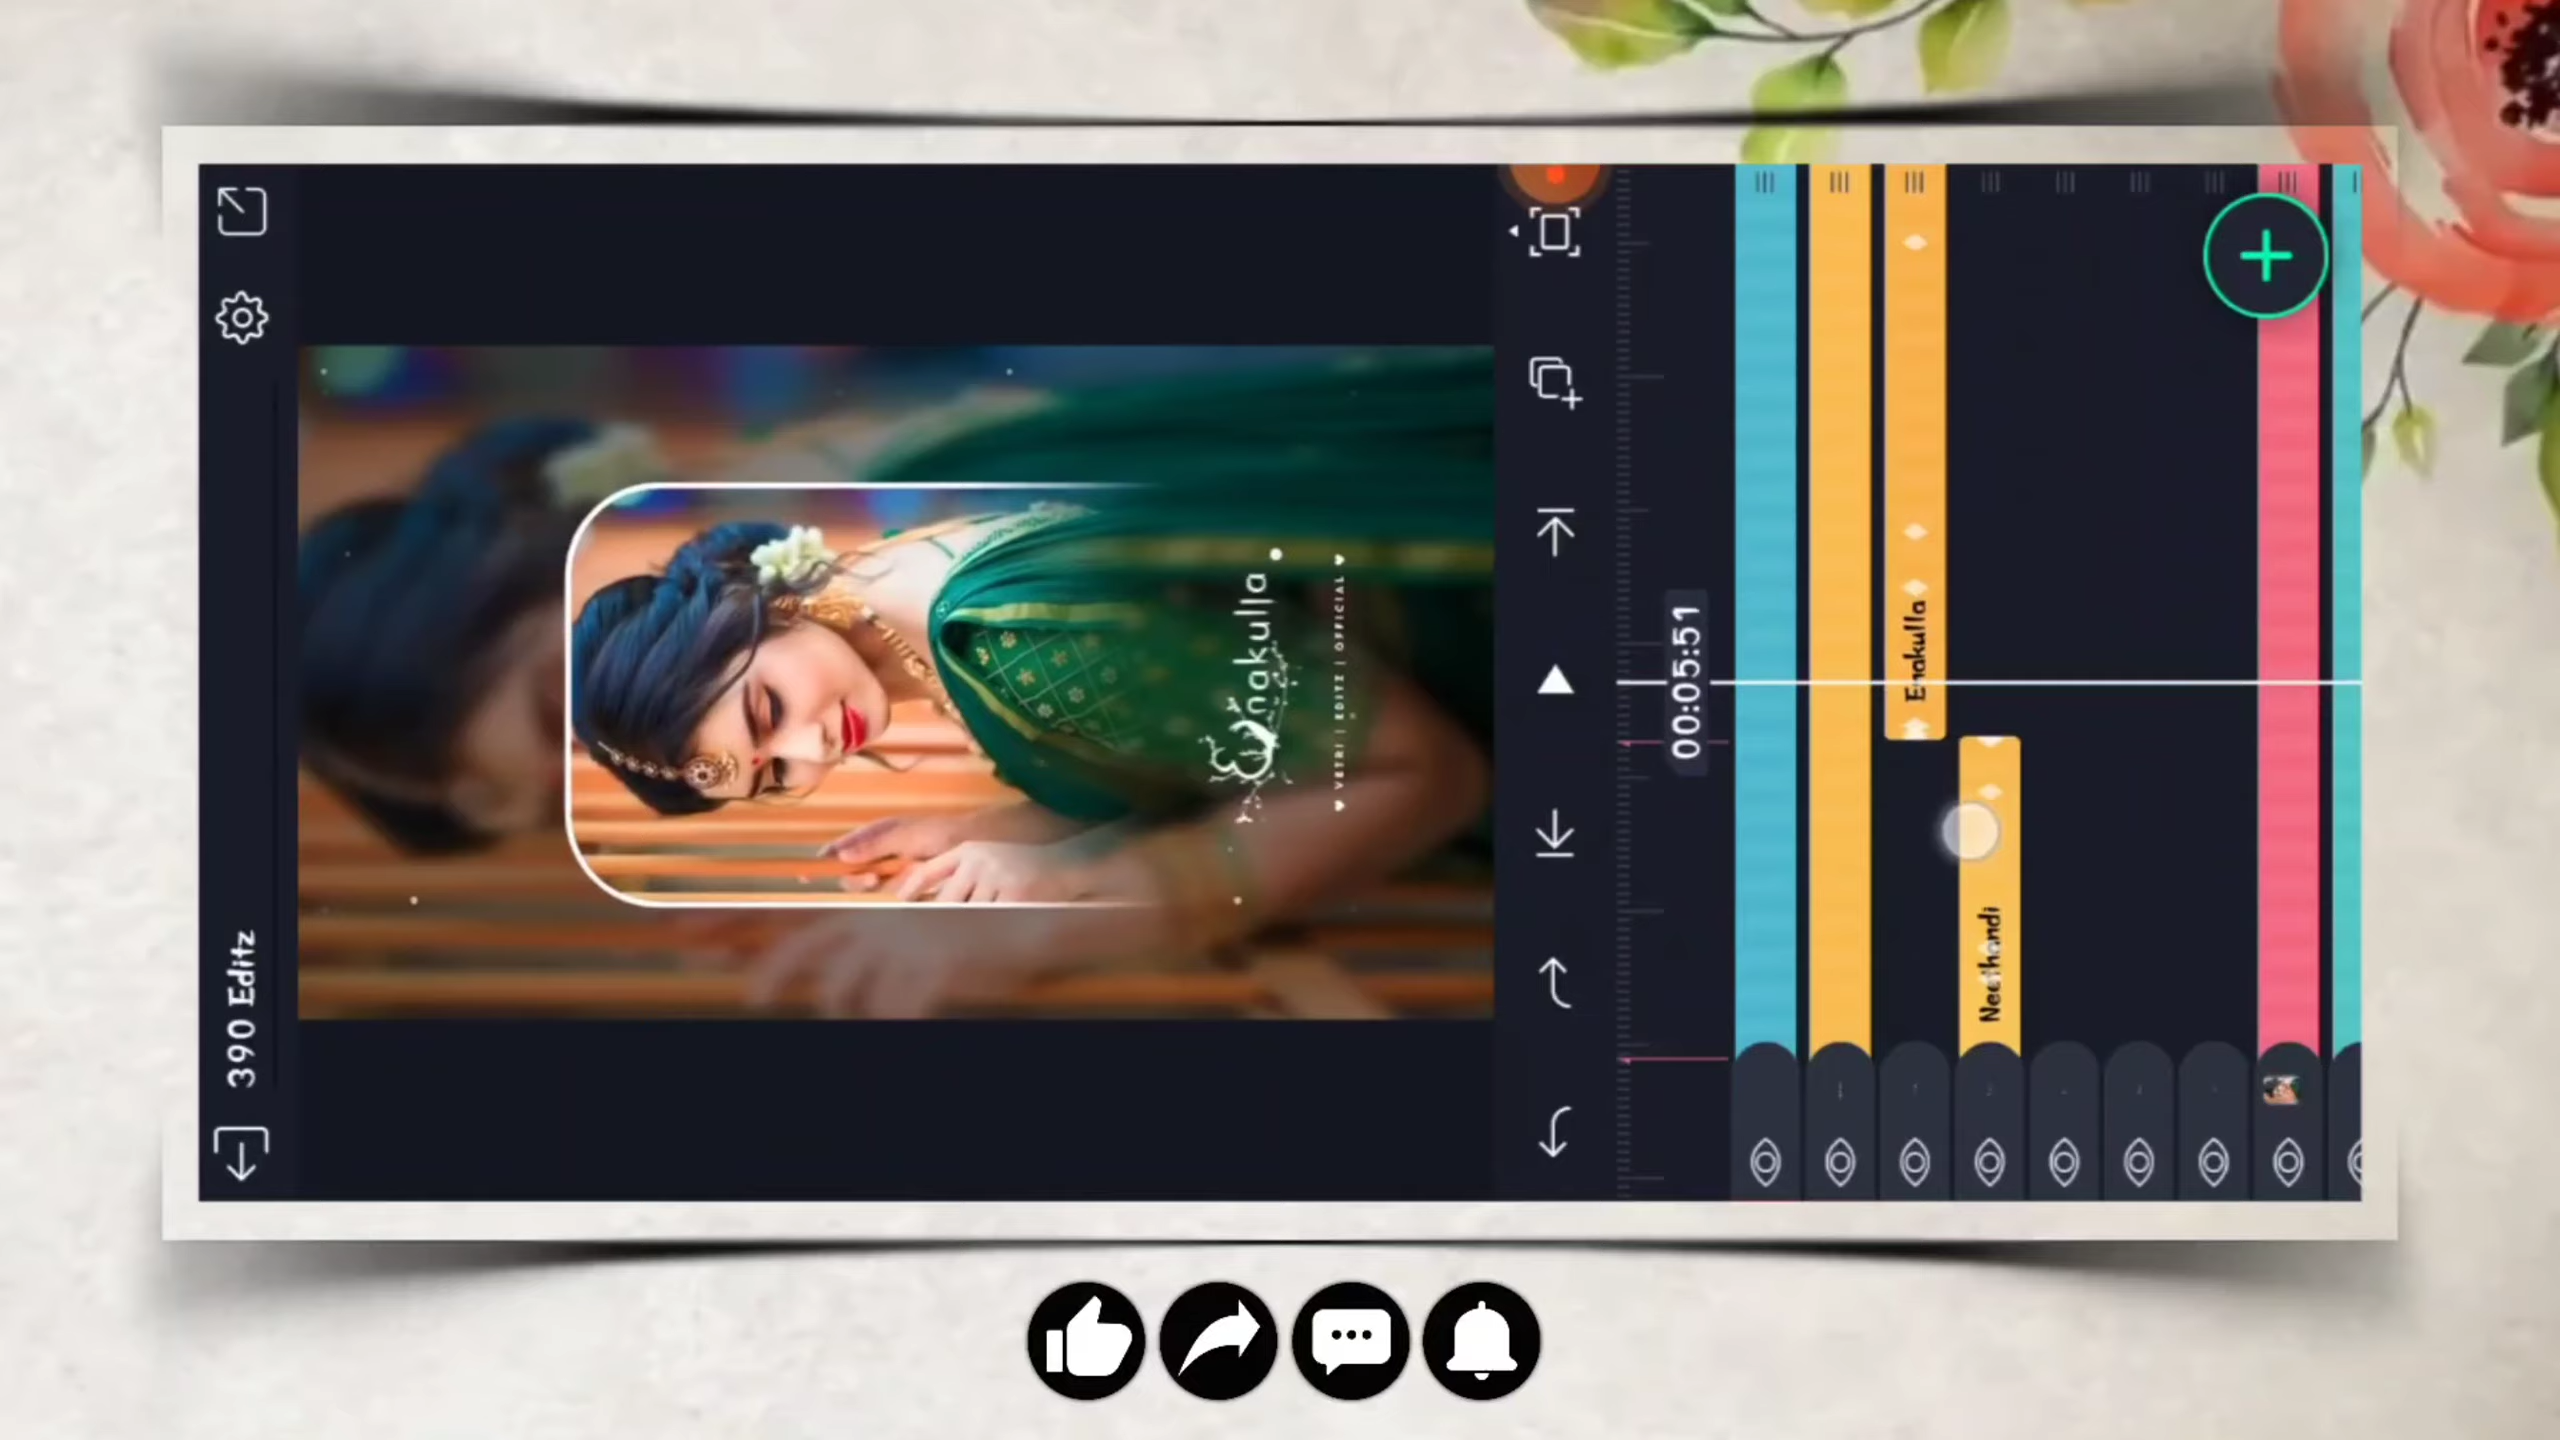 390 Editz
Enakulla
♥ VETRI | EDITZ | OFFICIAL ♥
00:05:51
Enakulla
Neethandi